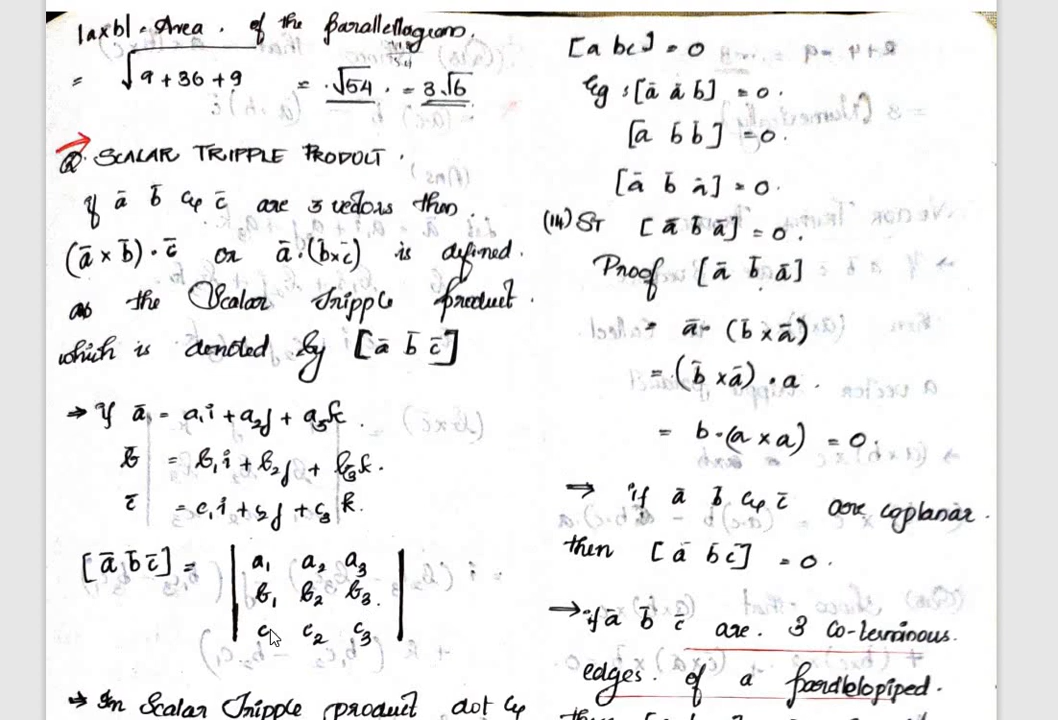 |axb| = Area. of the parallellagram.
= √9+36+9 = √54. = 3√6
Q. SCALAR TRIPPLE PRODUCT.
If ā b̄ & c̄ are 3 vectors then.
(ā × b̄) · c̄ or ā·(b̄×c̄) is defined.
as the Scalar Tripple product.
which is denoted by [ā b̄ c̄]
→ if ā = a₁i + a₂j + a₃k.
b̄ = b₁i + b₂j + b₃k.
c̄ = c₁i + c₂j + c₃k.
[ā b̄ c̄] = | a₁ a₂ a₃ |
| b₁ b₂ b₃. |
| c₁ c₂ c₃ |
→ In Scalar Tripple product dot &
[a bc] = 0
Eg: [ā ā b] = 0.
[a b̄ b̄] = 0.
[ā b̄ ā] = 0.
(14) ST [ā b̄ ā] = 0.
Proof [ā b̄ ā]
= ā· (b̄ × ā)
= (b̄ × ā) · a.
= b·(a × a) = 0.
⇒ if ā b̄ & c̄ are coplanar.
then [ā b̄ c] = 0.
→ if ā b̄ c̄ are. 3 Co-terminous.
edges. of a parallelopiped.